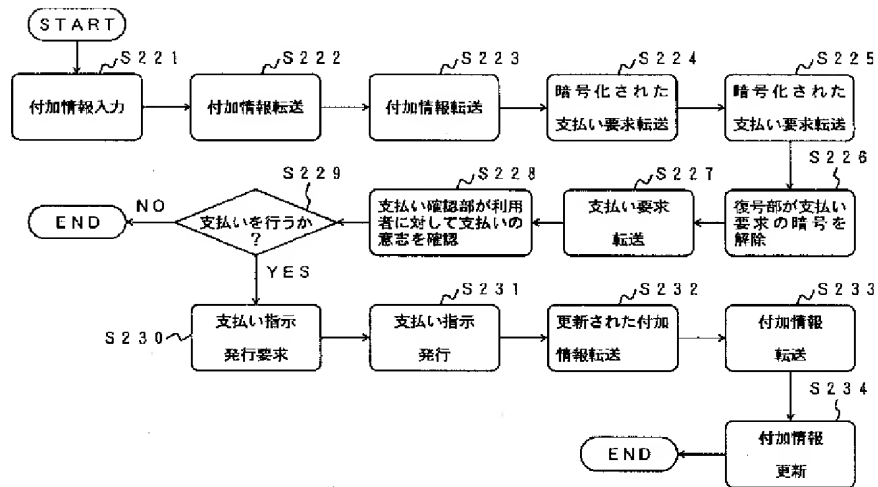 START
S221
付加情報入力
S222
付加情報転送
S223
付加情報転送
S224
暗号化された
支払い要求転送
S225
暗号化された
支払い要求転送
S226
復号部が支払い
要求の暗号を
解除
S227
支払い要求
転送
S228
支払い確認部が利用
者に対して支払いの
意志を確認
S229
支払いを行うか
?
NO
END
YES
S230
支払い指示
発行要求
S231
支払い指示
発行
S232
更新された付加
情報転送
S233
付加情報
転送
S234
付加情報
更新
END